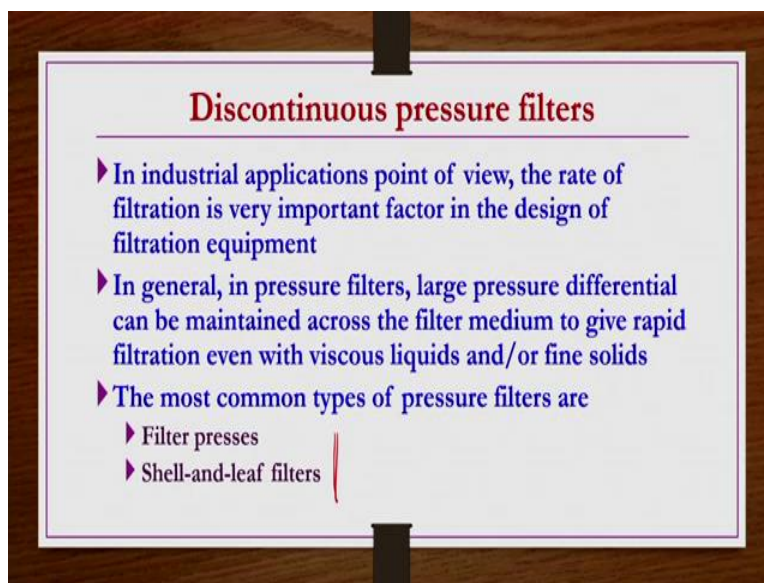 Discontinuous pressure filters
In industrial applications point of view, the rate of
filtration is very important factor in the design of
filtration equipment
In general, in pressure filters, large pressure differential
can be maintained across the filter medium to give rapid
filtration even with viscous liquids and/or fine solids
The most common types of pressure filters are
Filter presses
Shell-and-leaf filters